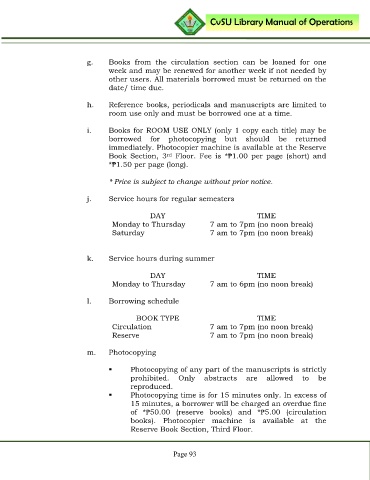 CvSU Library Manual of Operations
g. Books from the circulation section can be loaned for one
week and may be renewed for another week if not needed by
other users. All materials borrowed must be returned on the
date/ time due.
h. Reference books, periodicals and manuscripts are limited to
room use only and must be borrowed one at a time.
i. Books for ROOM USE ONLY (only 1 copy each title) may be
borrowed for photocopying but should be returned
immediately. Photocopier machine is available at the Reserve
Book Section, 3rd Floor. Fee is *₱1.00 per page (short) and
*₱1.50 per page (long).
* Price is subject to change without prior notice.
j. Service hours for regular semesters
DAY TIME
Monday to Thursday 7 am to 7pm (no noon break)
Saturday 7 am to 7pm (no noon break)
k. Service hours during summer
DAY TIME
Monday to Thursday 7 am to 6pm (no noon break)
l. Borrowing schedule
BOOK TYPE TIME
Circulation 7 am to 7pm (no noon break)
Reserve 7 am to 7pm (no noon break)
m. Photocopying
• Photocopying of any part of the manuscripts is strictly
prohibited. Only abstracts are allowed to be
reproduced.
• Photocopying time is for 15 minutes only. In excess of
15 minutes, a borrower will be charged an overdue fine
of *₱50.00 (reserve books) and *₱5.00 (circulation
books). Photocopier machine is available at the
Reserve Book Section, Third Floor.
Page 93